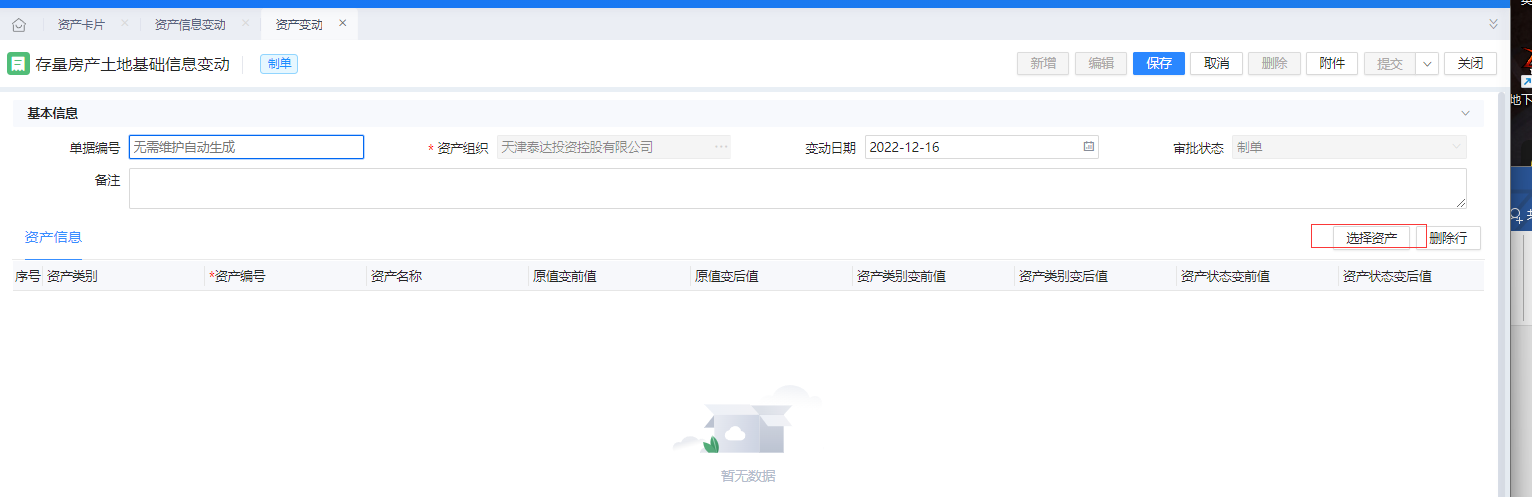 资产卡片 × 资产信息变动 × 资产变动 ×
存量房产土地基础信息变动 制单 新增 编辑 保存 取消 删除 附件 提交 关闭
基本信息
单据编号 无需维护自动生成 * 资产组织 天津泰达投资控股有限公司 ··· 变动日期 2022-12-16 审批状态 制单
备注
资产信息 选择资产 删除行
序号 资产类别 *资产编号 资产名称 原值变前值 原值变后值 资产类别变前值 资产类别变后值 资产状态变前值 资产状态变后值
暂无数据
地下